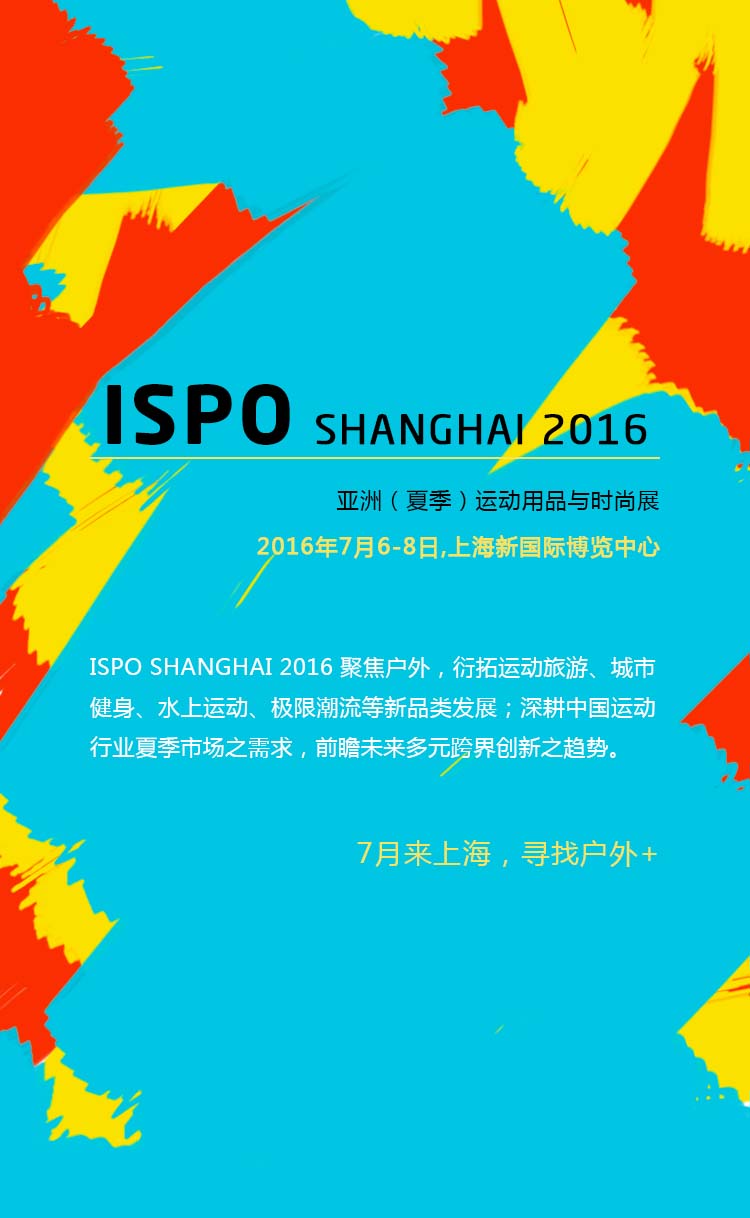 ISPO SHANGHAI 2016
亚洲（夏季）运动用品与时尚展
2016年7月6-8日,上海新国际博览中心
ISPO SHANGHAI 2016 聚焦户外，衍拓运动旅游、城市
健身、水上运动、极限潮流等新品类发展；深耕中国运动
行业夏季市场之需求，前瞻未来多元跨界创新之趋势。
7月来上海，寻找户外+